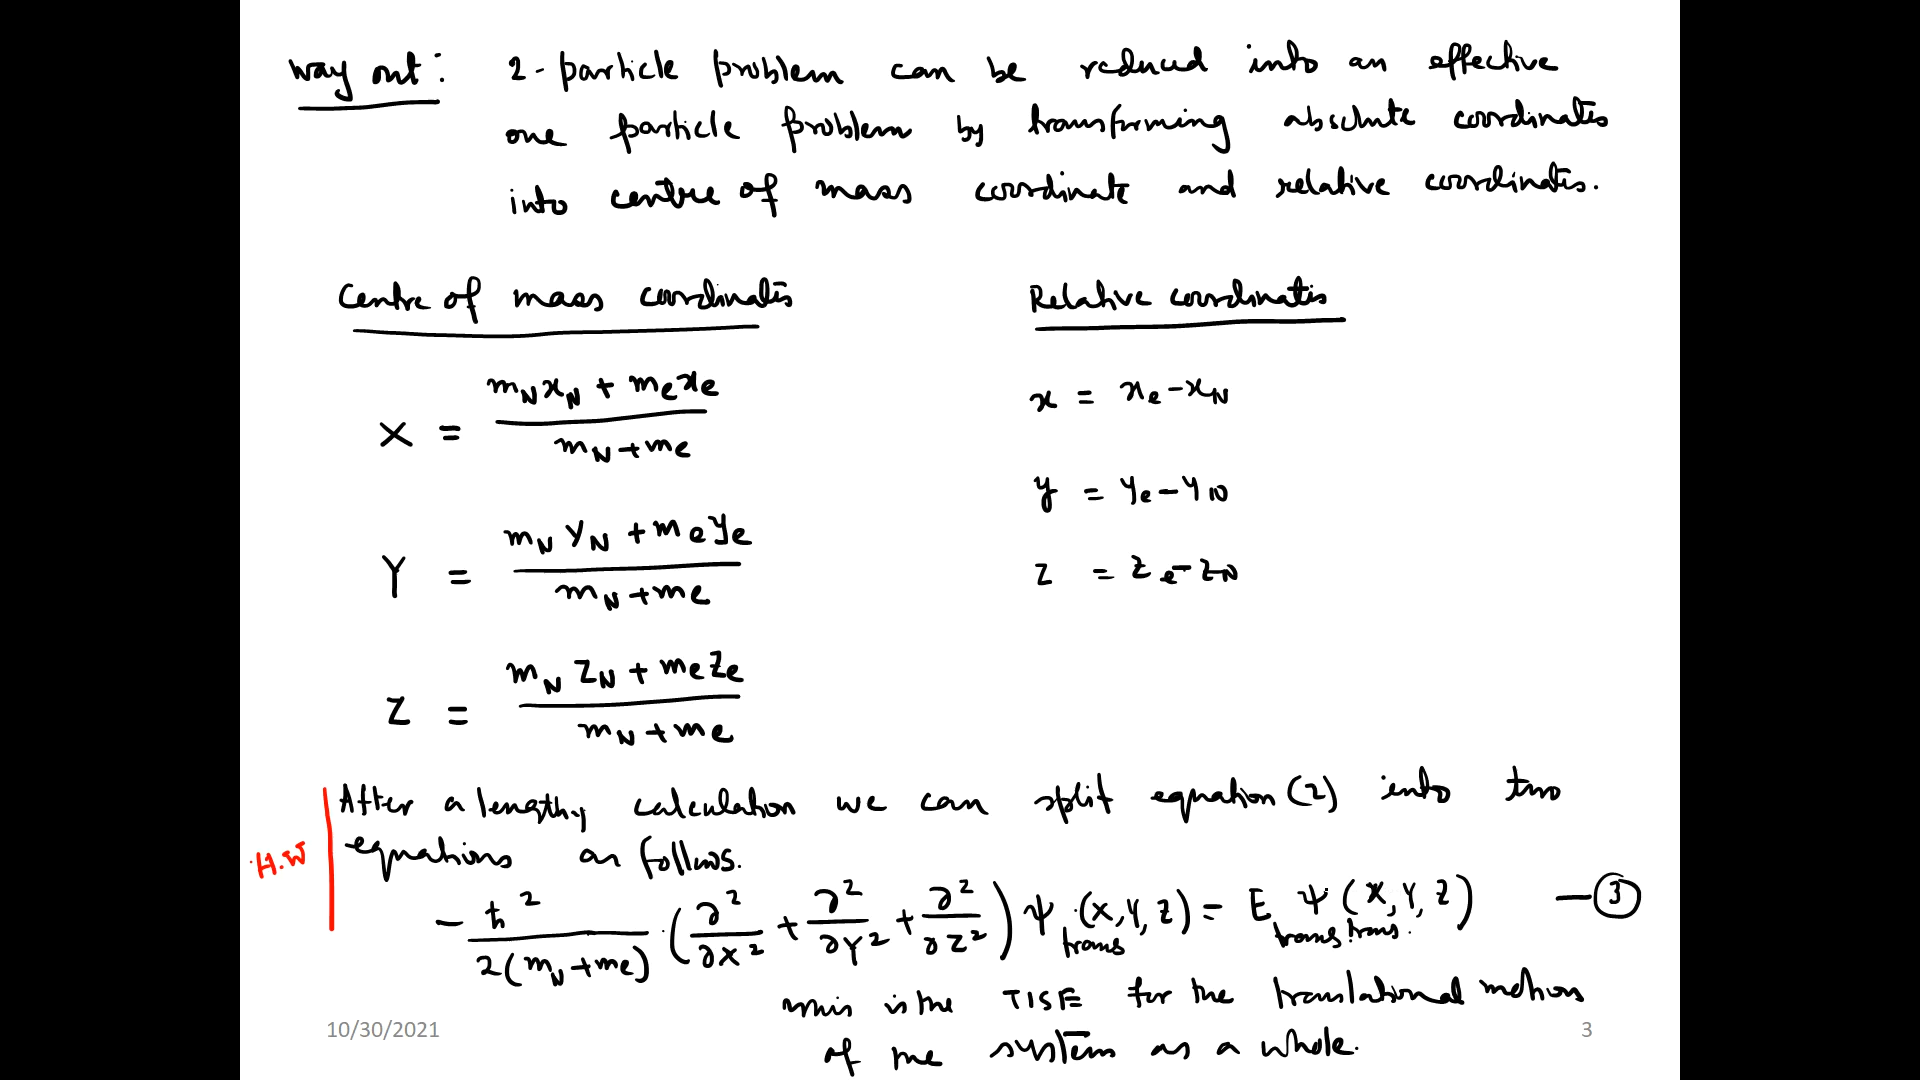 way out: 2-particle problem can be reduced into an effective
one particle problem by transforming absolute coordinates
into centre of mass coordinate and relative coordinates.
Centre of mass coordinates
X = (m_N x_N + m_e x_e) / (m_N + m_e)
Y = (m_N Y_N + m_e y_e) / (m_N + m_e)
Z = (m_N Z_N + m_e Z_e) / (m_N + m_e)
Relative coordinates
x = x_e - x_N
y = y_e - y_N
z = z_e - z_N
H.W
After a lengthy calculation we can split equation (2) into two
equations as follows.
-ħ²/(2(m_N + m_e)) (∂²/∂X² + ∂²/∂Y² + ∂²/∂Z²) Ψ_trans (X,Y,Z) = E_trans Ψ_trans (X,Y,Z) — ③
This is the TISE for the translational motion
of the system as a whole.
10/30/2021
3